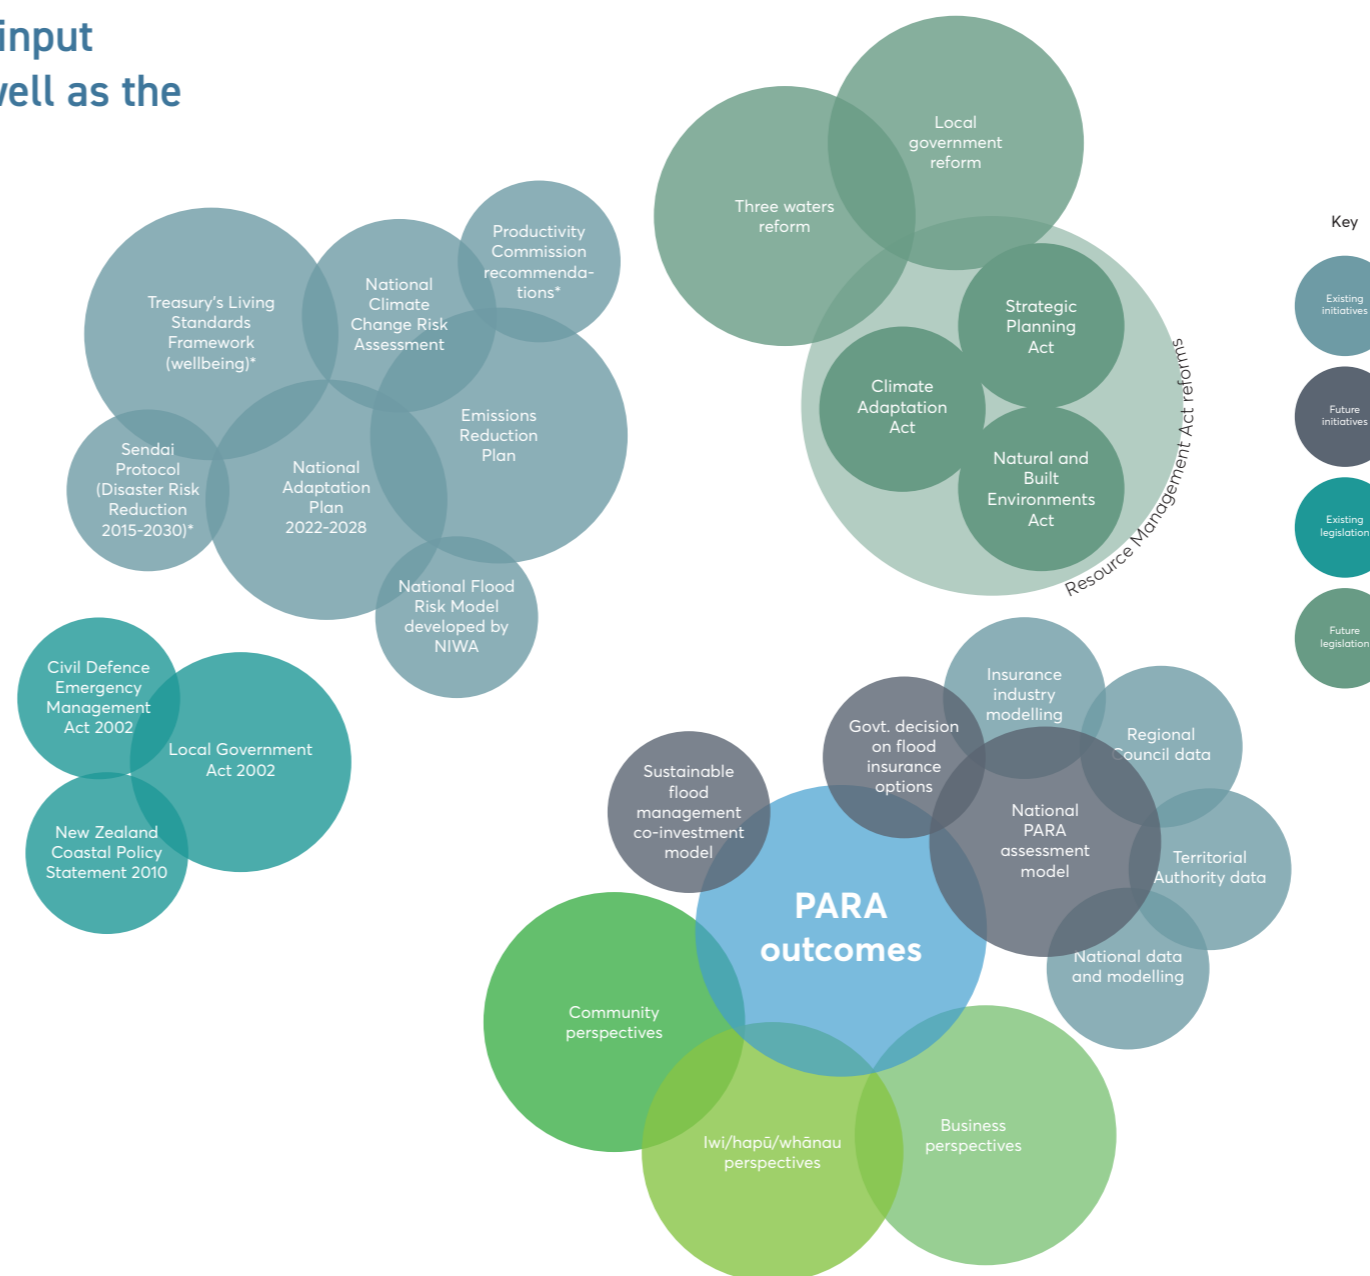 input
well as the
Local
government
reform
Three waters
reform
Strategic
Planning
Act
Climate
Adaptation
Act
Natural and
Built
Environments
Act
Resource Management Act reforms
Key
Existing
initiatives
Future
initiatives
Existing
legislation
Future
legislation
Productivity
Commission
recommenda-
tions*
National
Climate
Change Risk
Assessment
Treasury's Living
Standards
Framework
(wellbeing)*
Emissions
Reduction
Plan
Sendai
Protocol
(Disaster Risk
Reduction
2015-2030)*
National
Adaptation
Plan
2022-2028
National Flood
Risk Model
developed by
NIWA
Civil Defence
Emergency
Management
Act 2002
Local Government
Act 2002
New Zealand
Coastal Policy
Statement 2010
Insurance
industry
modelling
Govt. decision
on flood
insurance
options
Regional
Council data
Sustainable
flood
management
co-investment
model
National
PARA
assessment
model
Territorial
Authority data
PARA
outcomes
National data
and modelling
Community
perspectives
Iwi/hapū/whānau
perspectives
Business
perspectives